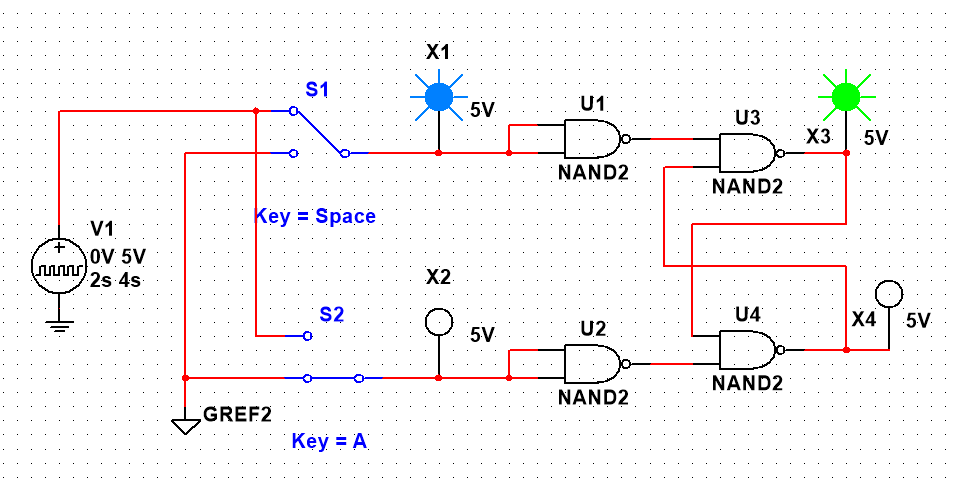 X1
S1
5V
U1
U3
X3
5V
NAND2
NAND2
Key = Space
V1
0V 5V
2s 4s
X2
S2
5V
U2
U4
X4
5V
NAND2
NAND2
GREF2
Key = A